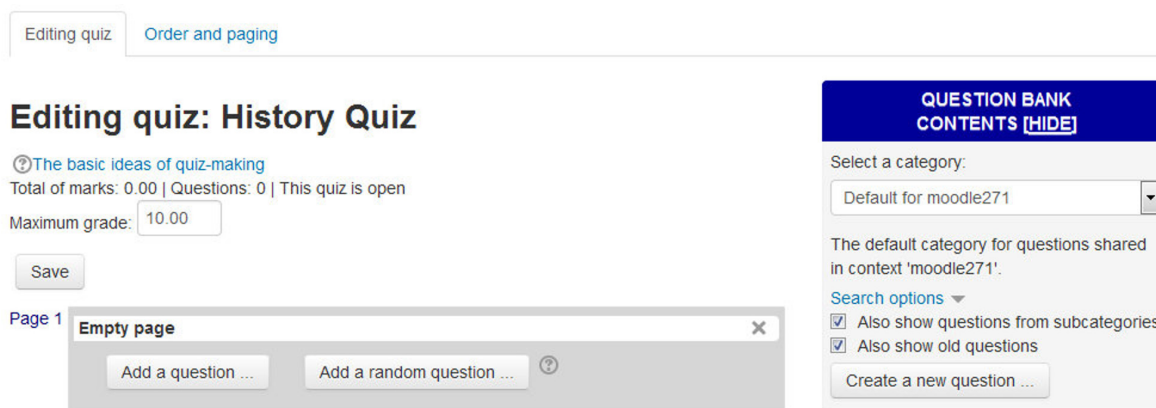 Editing quiz
Order and paging
Editing quiz: History Quiz
The basic ideas of quiz-making
Total of marks: 0.00 | Questions: 0 | This quiz is open
Maximum grade: 10.00
Save
Page 1
Empty page
Add a question ...
Add a random question ...
QUESTION BANK
CONTENTS [HIDE]
Select a category:
Default for moodle271
The default category for questions shared
in context 'moodle271'.
Search options
Also show questions from subcategories
Also show old questions
Create a new question ...